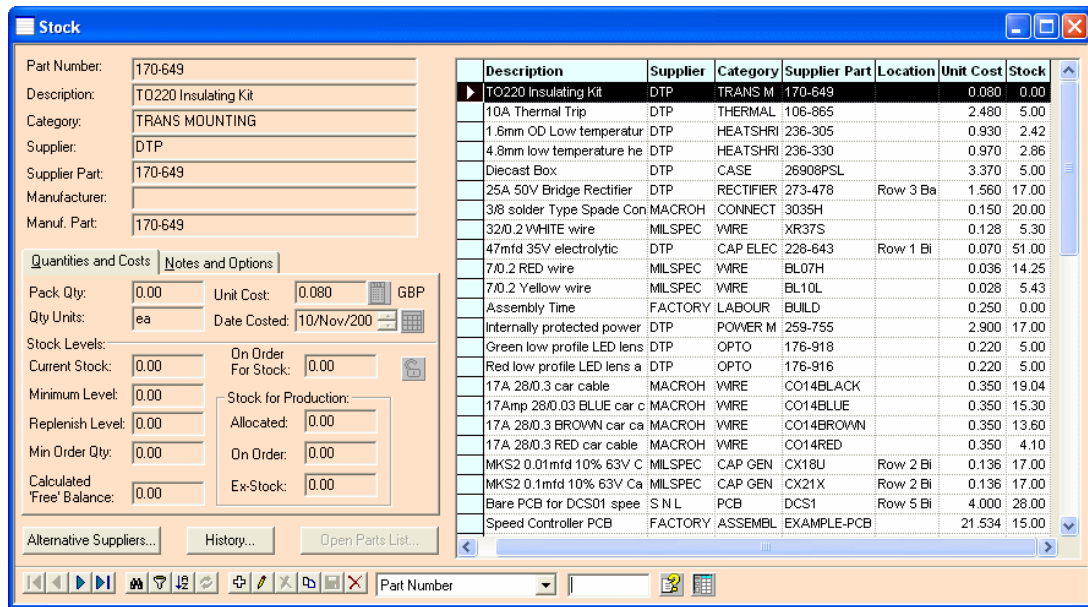 Stock
Part Number: 170-649
Description: TO220 Insulating Kit
Category: TRANS MOUNTING
Supplier: DTP
Supplier Part: 170-649
Manufacturer:
Manuf. Part: 170-649
Quantities and Costs Notes and Options
Pack Qty: 0.00 Unit Cost: 0.080 GBP
Qty Units: ea Date Costed: 10/Nov/200
Stock Levels:
Current Stock: 0.00 On Order For Stock: 0.00
Minimum Level: 0.00 Stock for Production:
Replenish Level: 0.00 Allocated: 0.00
Min Order Qty: 0.00 On Order: 0.00
Calculated 'Free' Balance: 0.00 Ex-Stock: 0.00
Alternative Suppliers... History... Open Parts List...
Description Supplier Category Supplier Part Location Unit Cost Stock
TO220 Insulating Kit DTP TRANS M 170-649 0.080 0.00
10A Thermal Trip DTP THERMAL 106-865 2.480 5.00
1.6mm OD Low temperatur DTP HEATSHRI 236-305 0.930 2.42
4.8mm low temperature he DTP HEATSHRI 236-330 0.970 2.86
Diecast Box DTP CASE 26908PSL 3.370 5.00
25A 50V Bridge Rectifier DTP RECTIFIER 273-478 Row 3 Ba 1.560 17.00
3/8 solder Type Spade Con MACROH CONNECT 3035H 0.150 20.00
32/0.2 WHITE wire MILSPEC WIRE XR37S 0.128 5.30
47mfd 35V electrolytic DTP CAP ELEC 228-643 Row 1 Bi 0.070 51.00
7/0.2 RED wire MILSPEC WIRE BL07H 0.036 14.25
7/0.2 Yellow wire MILSPEC WIRE BL10L 0.028 5.43
Assembly Time FACTORY LABOUR BUILD 0.250 0.00
Internally protected power DTP POWER M 259-755 2.900 17.00
Green low profile LED lens DTP OPTO 176-918 0.220 5.00
Red low profile LED lens a DTP OPTO 176-916 0.220 5.00
17A 28/0.3 car cable MACROH WIRE CO14BLACK 0.350 19.04
17Amp 28/0.03 BLUE car c MACROH WIRE CO14BLUE 0.350 15.30
17A 28/0.3 BROWN car ca MACROH WIRE CO14BROWN 0.350 13.60
17A 28/0.3 RED car cable MACROH WIRE CO14RED 0.350 4.10
MKS2 0.01mfd 10% 63V C MILSPEC CAP GEN CX18U Row 2 Bi 0.136 17.00
MKS2 0.1mfd 10% 63V Ca MILSPEC CAP GEN CX21X Row 2 Bi 0.136 17.00
Bare PCB for DCS01 spee S N L PCB DCS1 Row 5 Bi 4.000 28.00
Speed Controller PCB FACTORY ASSEMBL EXAMPLE-PCB 21.534 15.00
Part Number